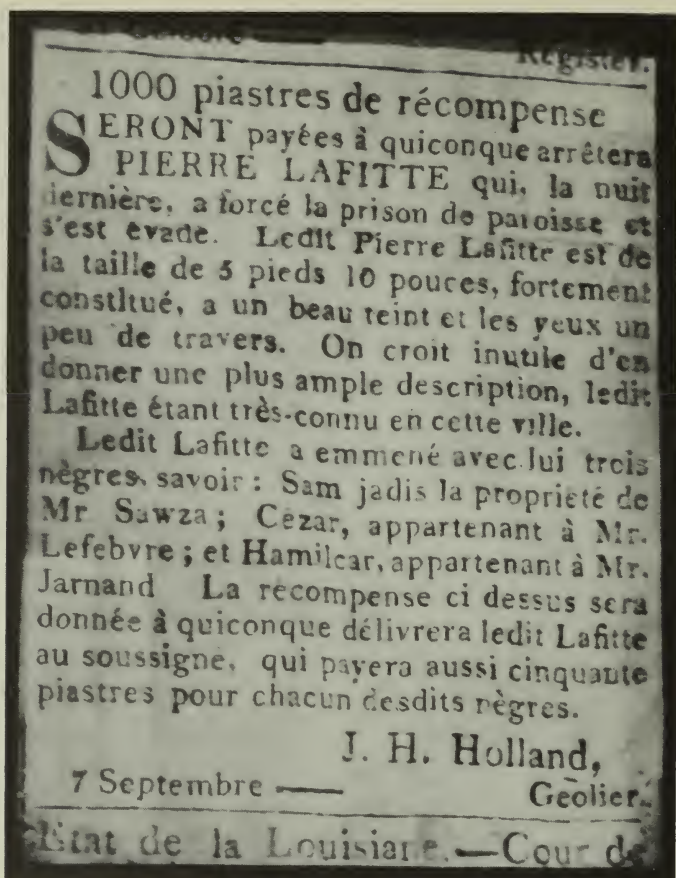 Register.
1000 piastres de récompense
SERONT payées à quiconque arrêtera
PIERRE LAFITTE qui, la nuit
dernière, a forcé la prison de paroisse et
s'est evade. Ledit Pierre Lafitte est de
la taille de 5 pieds 10 pouces, fortement
constitué, a un beau teint et les yeux un
peu de travers. On croit inutile d'en
donner une plus ample description, ledit
Lafitte étant très-connu en cette ville.
Ledit Lafitte a emmené avec lui trois
nègres, savoir : Sam jadis la propriété de
Mr Sawza ; Cezar, appartenant à Mr.
Lefebvre ; et Hamilcar, appartenant à Mr.
Jarnand La recompense ci dessus sera
donnée à quiconque délivrera ledit Lafitte
au soussigne, qui payera aussi cinquante
piastres pour chacun desdits nègres.
J. H. Holland,
7 Septembre — Geolier.
Etat de la Louisiane.—Cour de